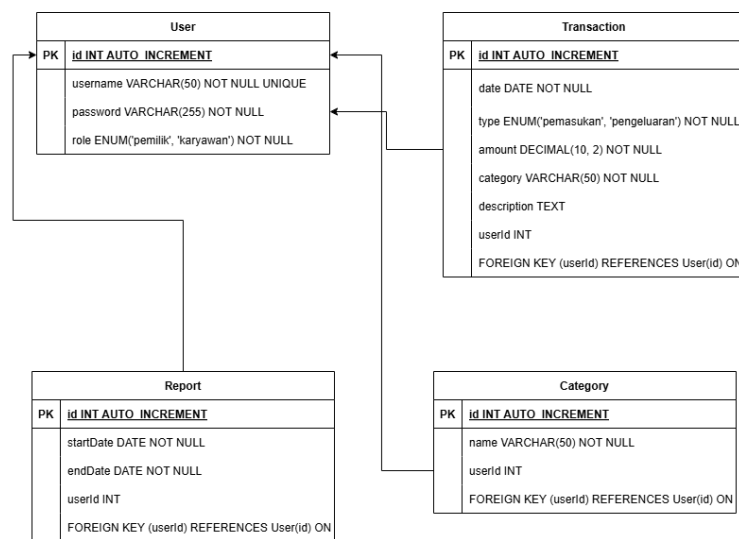 User
PK id INT AUTO_INCREMENT
username VARCHAR(50) NOT NULL UNIQUE
password VARCHAR(255) NOT NULL
role ENUM('pemilik', 'karyawan') NOT NULL
Transaction
PK id INT AUTO_INCREMENT
date DATE NOT NULL
type ENUM('pemasukan', 'pengeluaran') NOT NULL
amount DECIMAL(10, 2) NOT NULL
category VARCHAR(50) NOT NULL
description TEXT
userId INT
FOREIGN KEY (userId) REFERENCES User(id) ON
Report
PK id INT AUTO_INCREMENT
startDate DATE NOT NULL
endDate DATE NOT NULL
userId INT
FOREIGN KEY (userId) REFERENCES User(id) ON
Category
PK id INT AUTO_INCREMENT
name VARCHAR(50) NOT NULL
userId INT
FOREIGN KEY (userId) REFERENCES User(id) ON